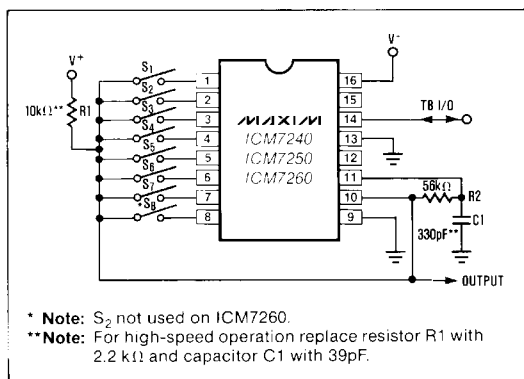 V+
10kΩ**
R1
S1
S2
S3
S4
S5
S6
S7
*S8
1
2
3
4
5
6
7
8
MAXIM
ICM7240
ICM7250
ICM7260
16
15
14
13
12
11
10
9
V-
TB I/O
56kΩ
R2
C1
330pF**
OUTPUT
* Note: S2 not used on ICM7260.
**Note: For high-speed operation replace resistor R1 with
2.2 kΩ and capacitor C1 with 39pF.